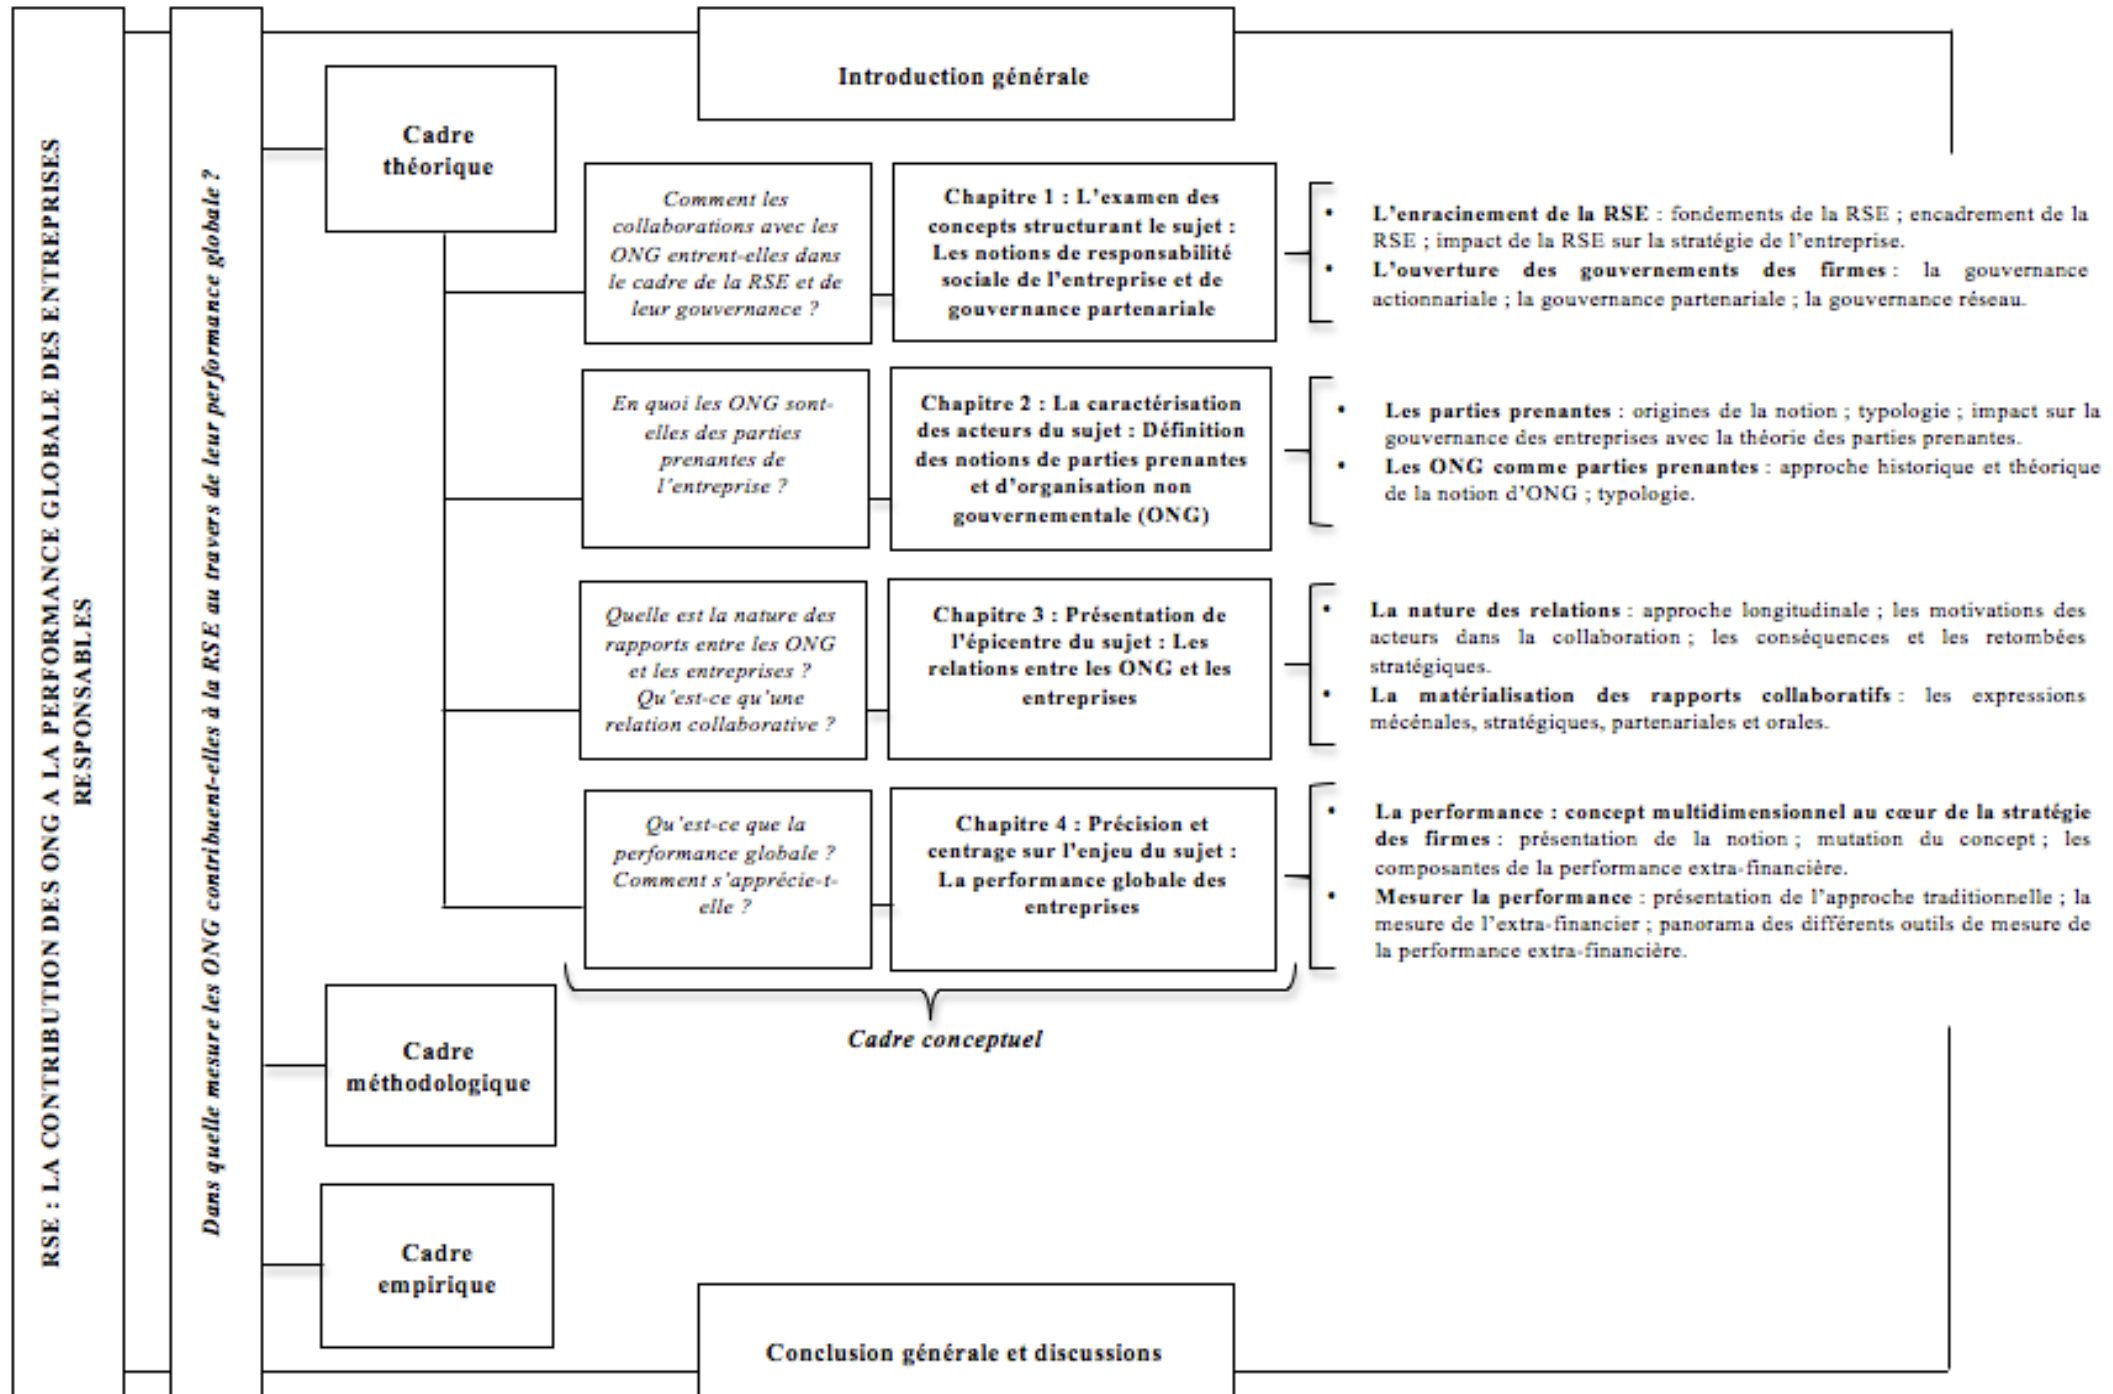 RSE : LA CONTRIBUTION DES ONG A LA PERFORMANCE GLOBALE DES ENTREPRISES
RESPONSABLES
Dans quelle mesure les ONG contribuent-elles à la RSE au travers de leur performance globale ?
Introduction générale
Cadre
théorique
Comment les
collaborations avec les
ONG entrent-elles dans
le cadre de la RSE et de
leur gouvernance ?
Chapitre 1 : L'examen des
concepts structurant le sujet :
Les notions de responsabilité
sociale de l'entreprise et de
gouvernance partenariale
• L'enracinement de la RSE : fondements de la RSE ; encadrement de la
RSE ; impact de la RSE sur la stratégie de l'entreprise.
• L'ouverture des gouvernements des firmes : la gouvernance
actionnariale ; la gouvernance partenariale ; la gouvernance réseau.
En quoi les ONG sont-
elles des parties
prenantes de
l'entreprise ?
Chapitre 2 : La caractérisation
des acteurs du sujet : Définition
des notions de parties prenantes
et d'organisation non
gouvernementale (ONG)
• Les parties prenantes : origines de la notion ; typologie ; impact sur la
gouvernance des entreprises avec la théorie des parties prenantes.
• Les ONG comme parties prenantes : approche historique et théorique
de la notion d'ONG ; typologie.
Quelle est la nature des
rapports entre les ONG
et les entreprises ?
Qu'est-ce qu'une
relation collaborative ?
Chapitre 3 : Présentation de
l'épicentre du sujet : Les
relations entre les ONG et les
entreprises
• La nature des relations : approche longitudinale ; les motivations des
acteurs dans la collaboration ; les conséquences et les retombées
stratégiques.
• La matérialisation des rapports collaboratifs : les expressions
mécénales, stratégiques, partenariales et orales.
Qu'est-ce que la
performance globale ?
Comment s'apprécie-t-
elle ?
Chapitre 4 : Précision et
centrage sur l'enjeu du sujet :
La performance globale des
entreprises
• La performance : concept multidimensionnel au cœur de la stratégie
des firmes : présentation de la notion ; mutation du concept ; les
composantes de la performance extra-financière.
• Mesurer la performance : présentation de l'approche traditionnelle ; la
mesure de l'extra-financier ; panorama des différents outils de mesure de
la performance extra-financière.
Cadre conceptuel
Cadre
méthodologique
Cadre
empirique
Conclusion générale et discussions